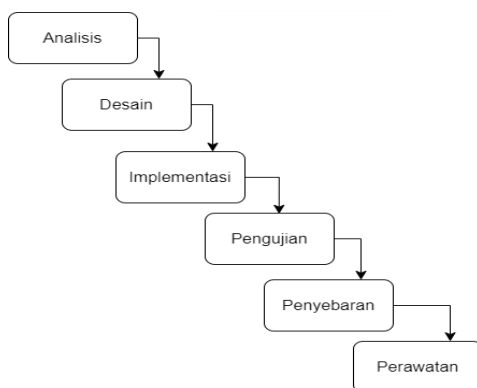 Analisis
Desain
Implementasi
Pengujian
Penyebaran
Perawatan